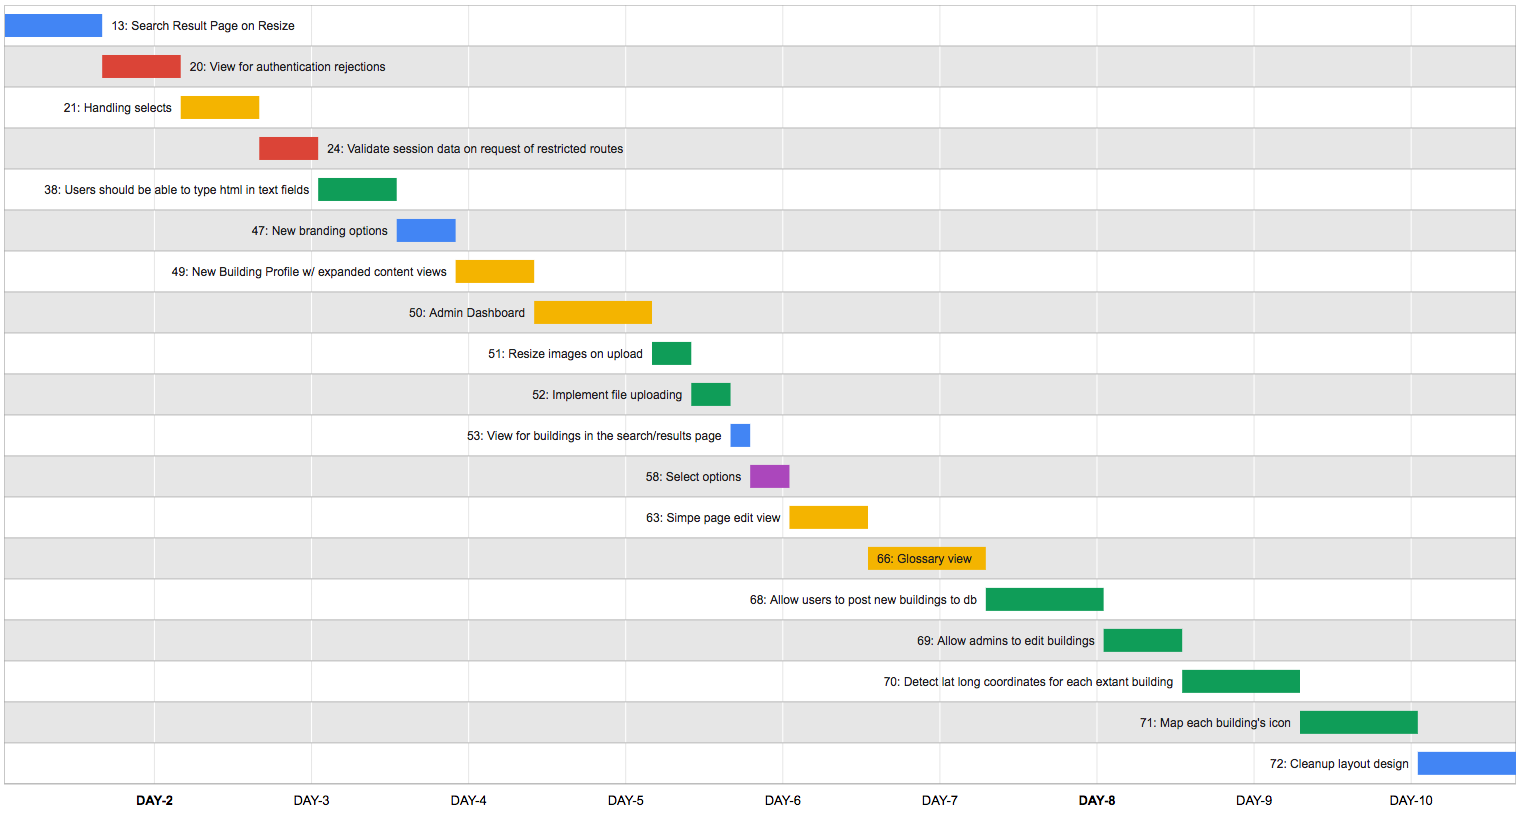 13: Search Result Page on Resize
20: View for authentication rejections
21: Handling selects
24: Validate session data on request of restricted routes
38: Users should be able to type html in text fields
47: New branding options
49: New Building Profile w/ expanded content views
50: Admin Dashboard
51: Resize images on upload
52: Implement file uploading
53: View for buildings in the search/results page
58: Select options
63: Simpe page edit view
66: Glossary view
68: Allow users to post new buildings to db
69: Allow admins to edit buildings
70: Detect lat long coordinates for each extant building
71: Map each building's icon
72: Cleanup layout design
DAY-2 DAY-3 DAY-4 DAY-5 DAY-6 DAY-7 DAY-8 DAY-9 DAY-10